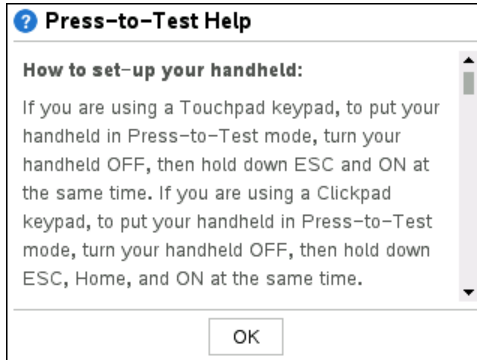 Press-to-Test Help
How to set-up your handheld:
If you are using a Touchpad keypad, to put your
handheld in Press-to-Test mode, turn your
handheld OFF, then hold down ESC and ON at
the same time. If you are using a Clickpad
keypad, to put your handheld in Press-to-Test
mode, turn your handheld OFF, then hold down
ESC, Home, and ON at the same time.
OK